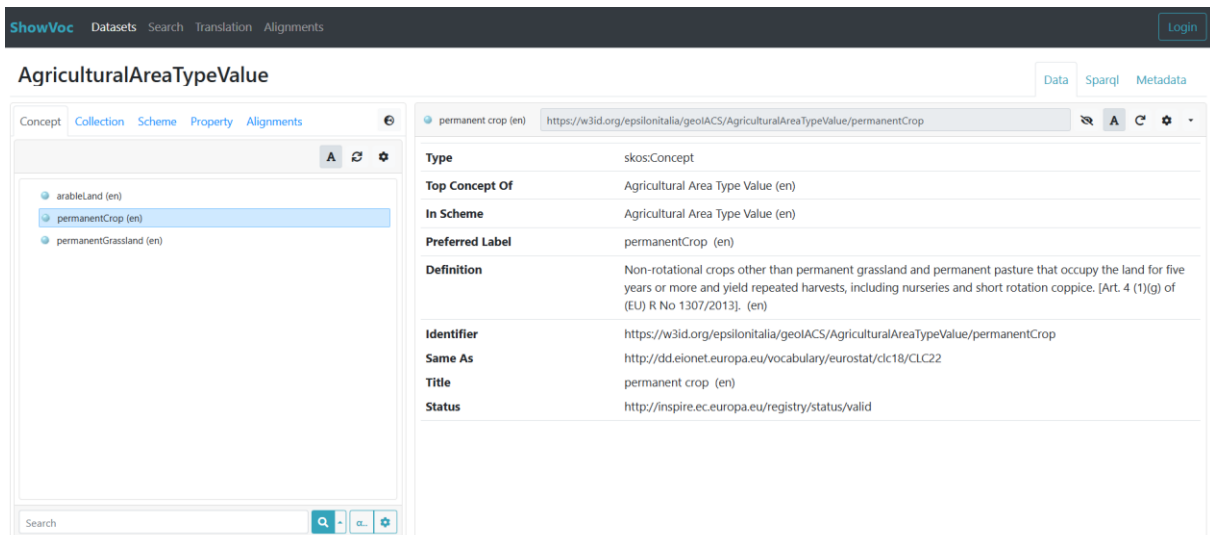 ShowVoc Datasets Search Translation Alignments Login
AgriculturalAreaTypeValue
Data Sparql Metadata
Concept Collection Scheme Property Alignments
permanent crop (en) https://w3id.org/epsilonitalia/geoIACS/AgriculturalAreaTypeValue/permanentCrop A
A
arableLand (en)
permanentCrop (en)
permanentGrassland (en)
Type skos:Concept
Top Concept Of Agricultural Area Type Value (en)
In Scheme Agricultural Area Type Value (en)
Preferred Label permanentCrop (en)
Definition Non-rotational crops other than permanent grassland and permanent pasture that occupy the land for five
years or more and yield repeated harvests, including nurseries and short rotation coppice. [Art. 4 (1)(g) of
(EU) R No 1307/2013]. (en)
Identifier https://w3id.org/epsilonitalia/geoIACS/AgriculturalAreaTypeValue/permanentCrop
Same As http://dd.eionet.europa.eu/vocabulary/eurostat/clc18/CLC22
Title permanent crop (en)
Status http://inspire.ec.europa.eu/registry/status/valid
Search α..